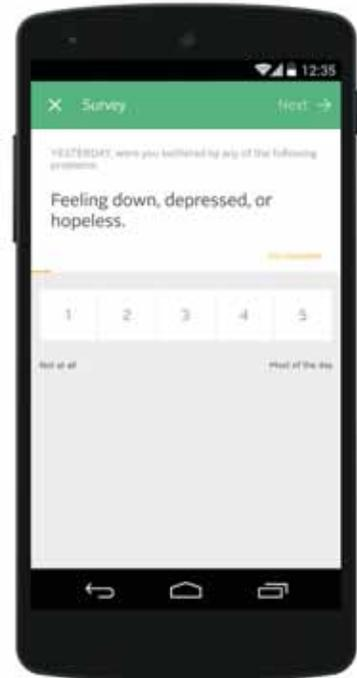 12:35
Survey Next
YESTERDAY, were you bothered by any of the following
problems
Feeling down, depressed, or
hopeless.
1 2 3 4 5
Not at all Most of the day